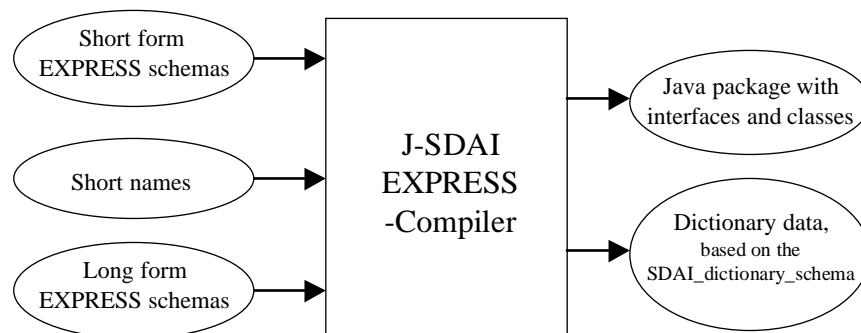 Short form
EXPRESS schemas
Short names
Long form
EXPRESS schemas
J-SDAI
EXPRESS
-Compiler
Java package with
interfaces and classes
Dictionary data,
based on the
SDAI_dictionary_schema